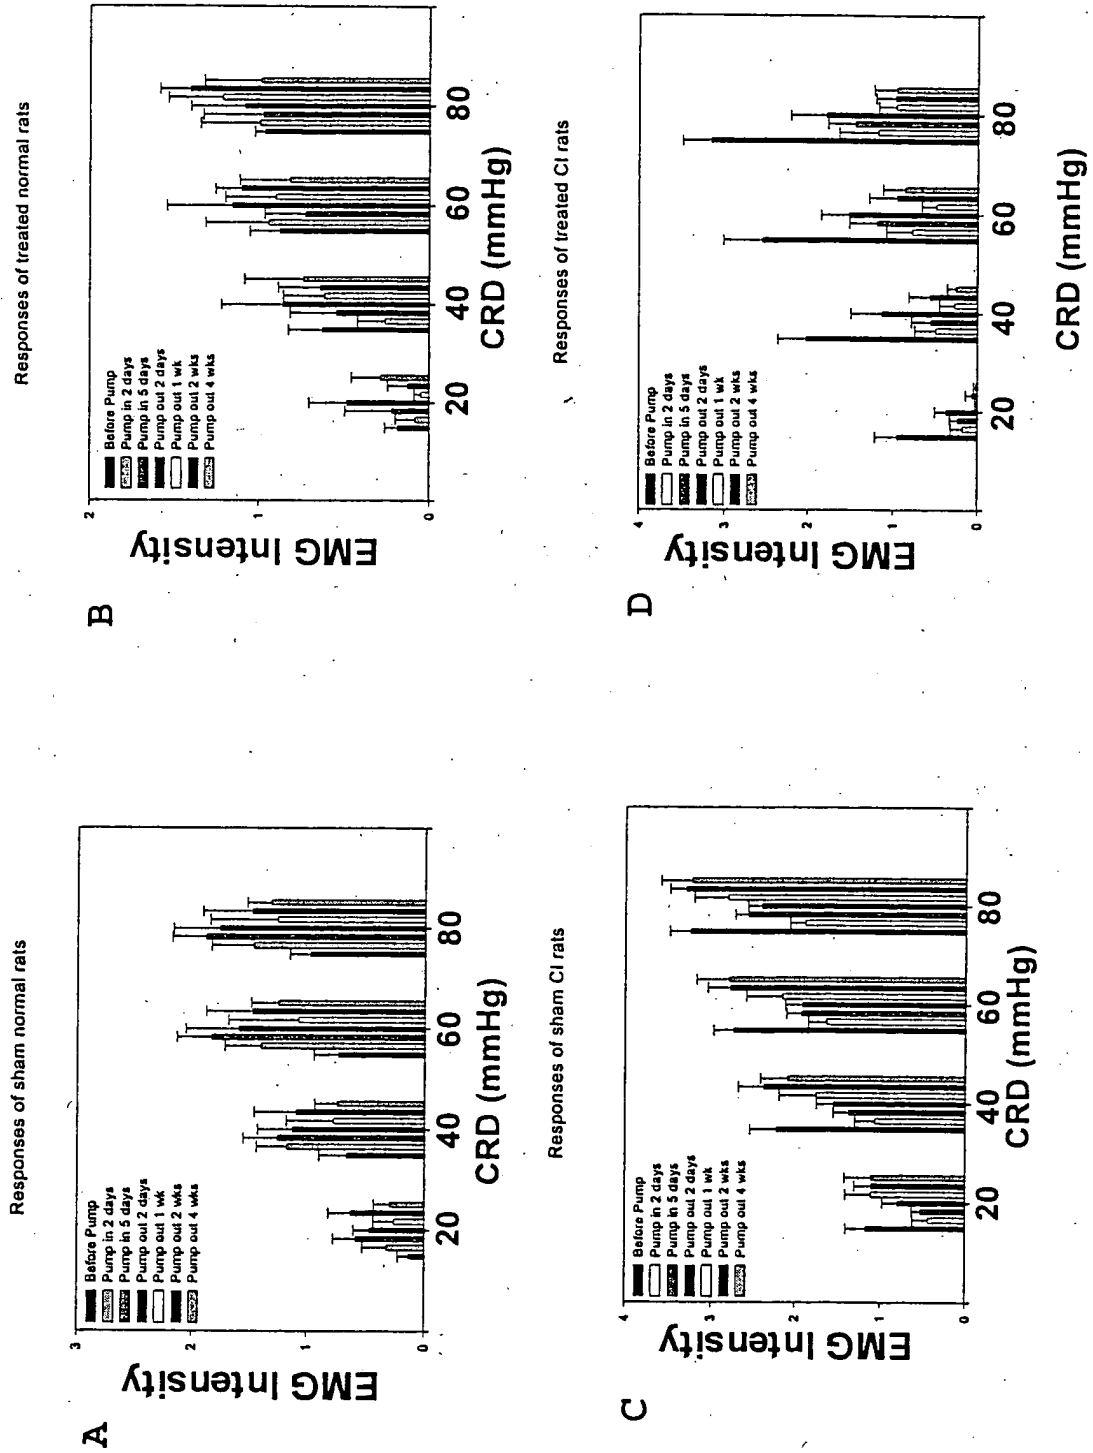 A
Responses of sham normal rats
EMG Intensity
3
2
1
0
Before Pump
Pump in 2 days
Pump in 5 days
Pump out 2 days
Pump out 1 wk
Pump out 2 wks
Pump out 4 wks
20
40
60
80
CRD (mmHg)
B
Responses of treated normal rats
EMG Intensity
2
1
0
Before Pump
Pump in 2 days
Pump in 5 days
Pump out 2 days
Pump out 1 wk
Pump out 2 wks
Pump out 4 wks
20
40
60
80
CRD (mmHg)
C
Responses of sham CI rats
EMG Intensity
4
3
2
1
0
Before Pump
Pump in 2 days
Pump in 5 days
Pump out 2 days
Pump out 1 wk
Pump out 2 wks
Pump out 4 wks
20
40
60
80
CRD (mmHg)
D
Responses of treated CI rats
EMG Intensity
4
3
2
1
0
Before Pump
Pump in 2 days
Pump in 5 days
Pump out 2 days
Pump out 1 wk
Pump out 2 wks
Pump out 4 wks
20
40
60
80
CRD (mmHg)